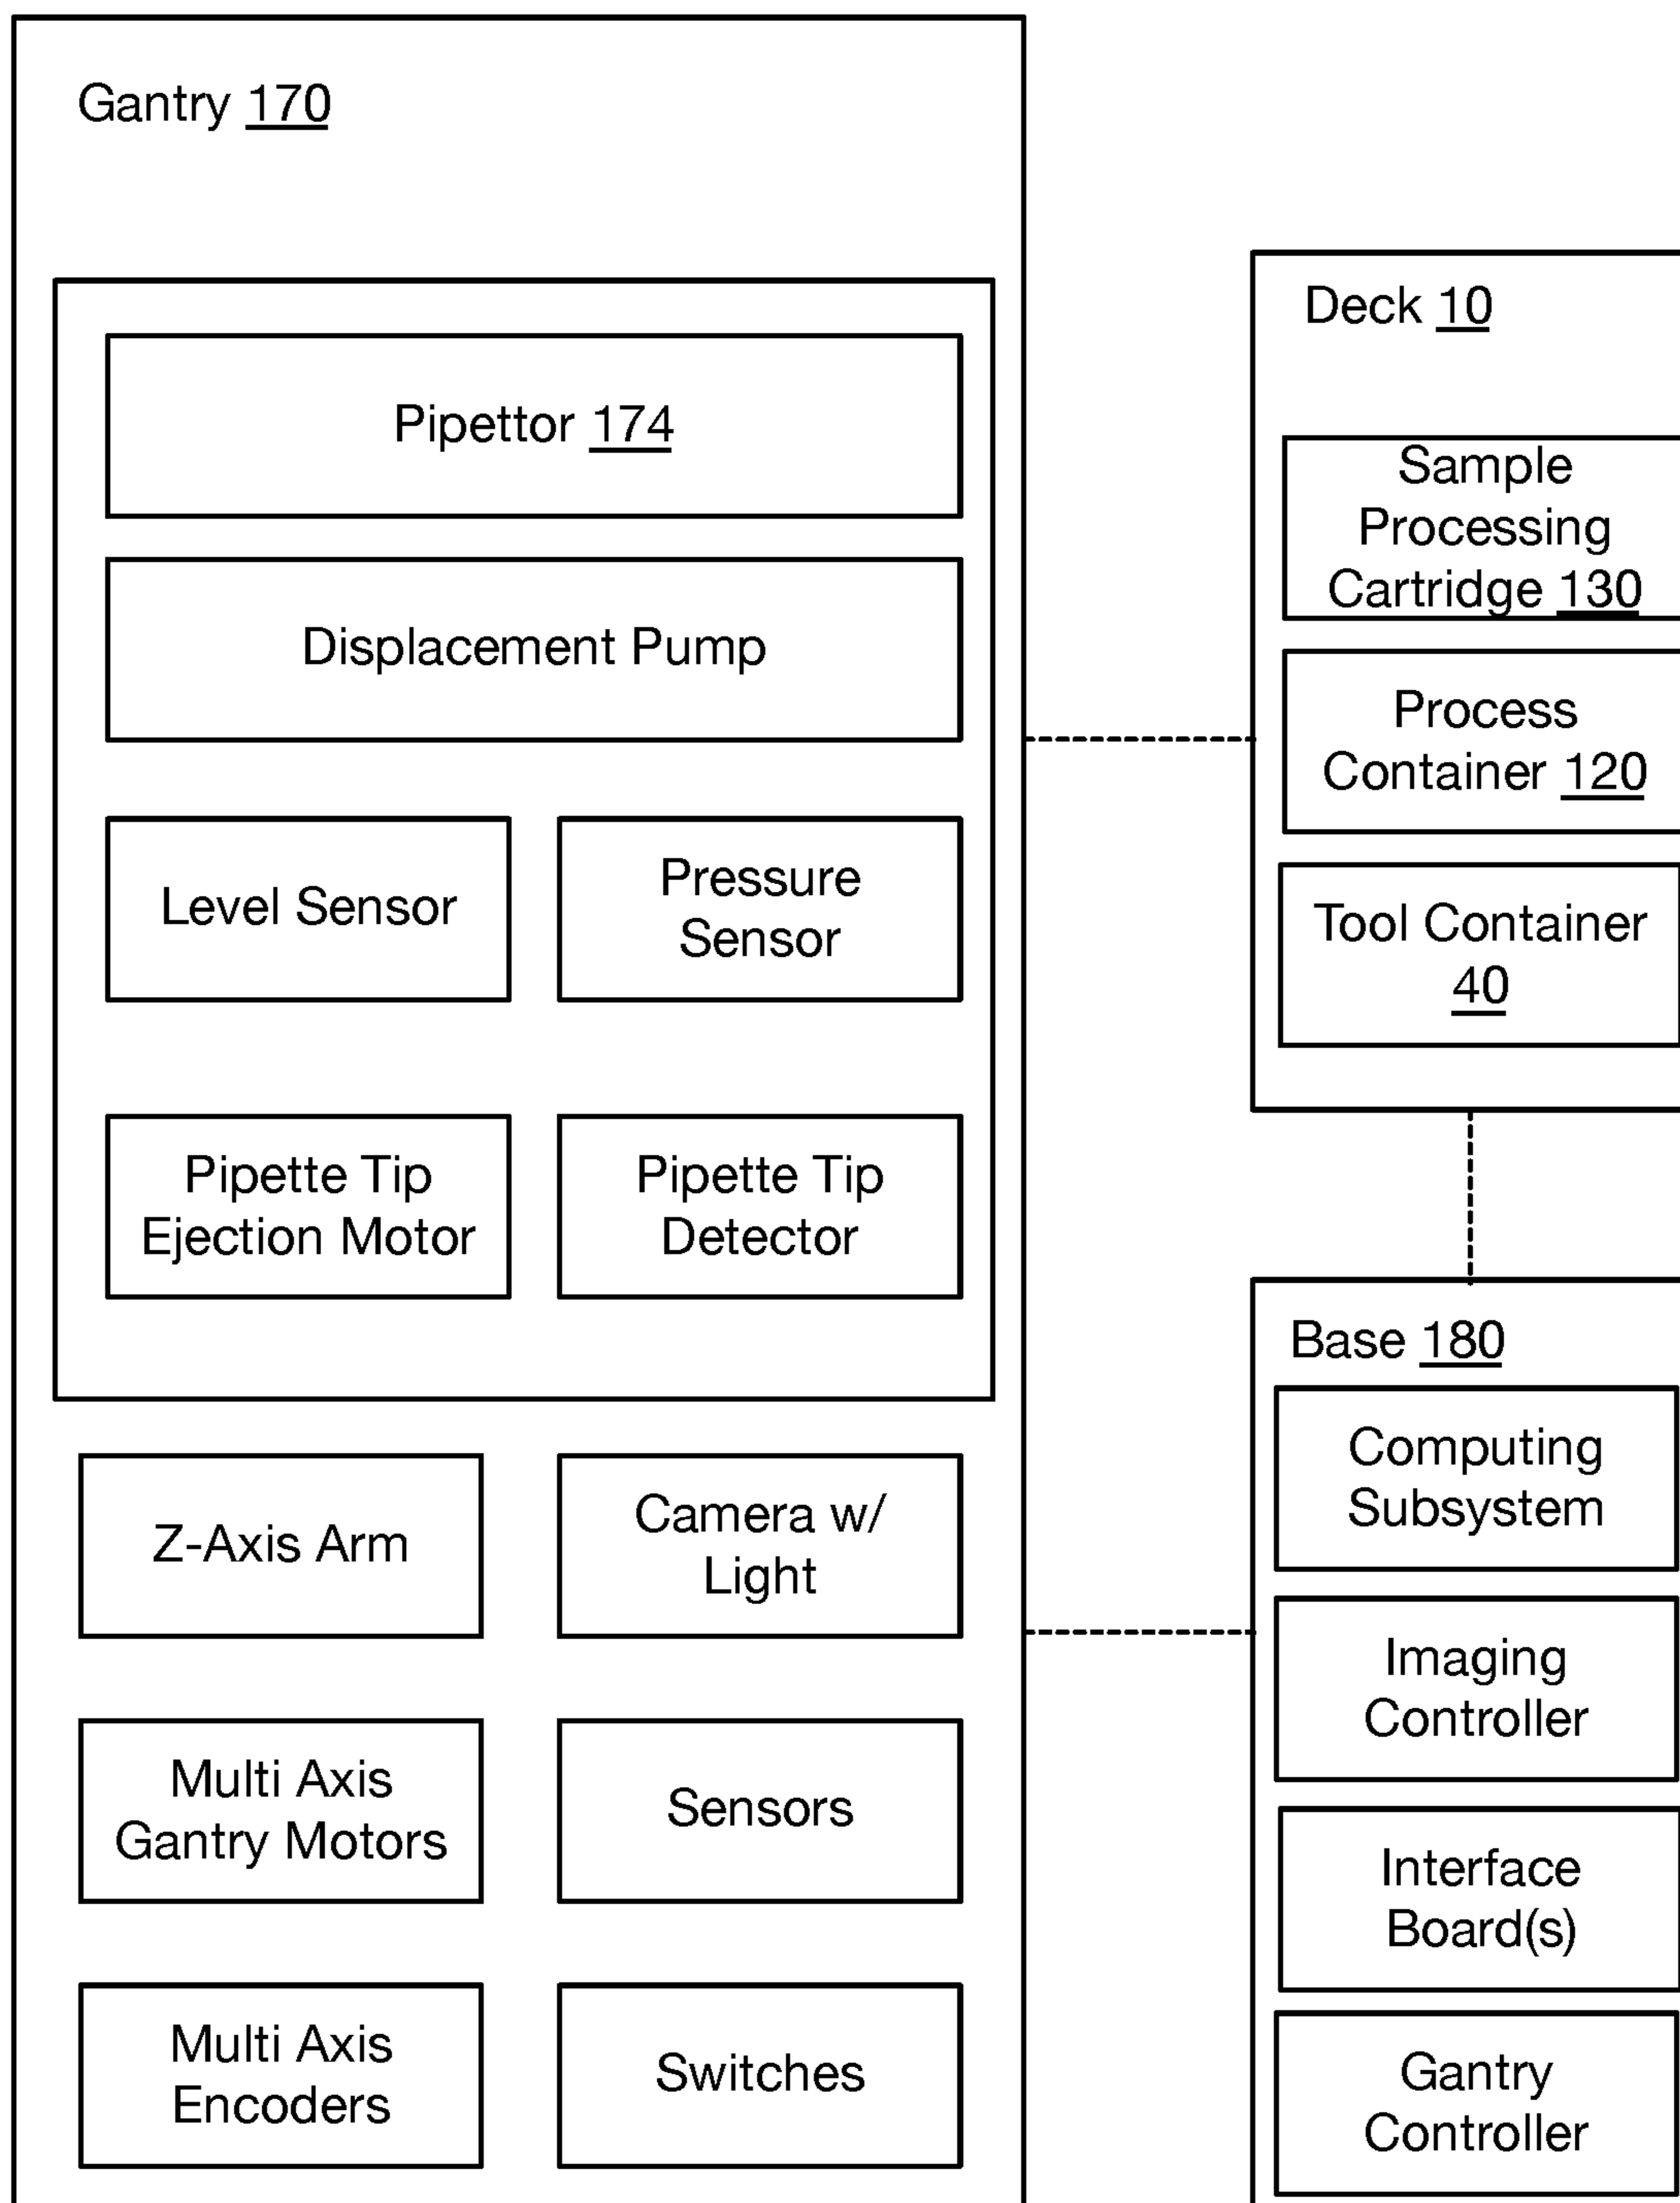 Gantry 170
Pipettor 174
Displacement Pump
Level Sensor
Pressure
Sensor
Pipette Tip
Ejection Motor
Pipette Tip
Detector
Z-Axis Arm
Camera w/
Light
Multi Axis
Gantry Motors
Sensors
Multi Axis
Encoders
Switches
Deck 10
Sample
Processing
Cartridge 130
Process
Container 120
Tool Container
40
Base 180
Computing
Subsystem
Imaging
Controller
Interface
Board(s)
Gantry
Controller